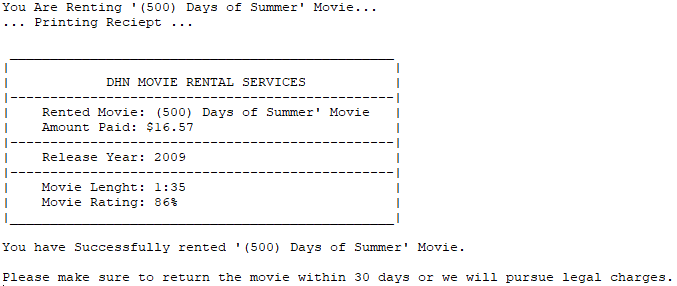 You Are Renting '(500) Days of Summer' Movie...
... Printing Reciept ...
DHN MOVIE RENTAL SERVICES
Rented Movie: (500) Days of Summer' Movie
Amount Paid: $16.57
Release Year: 2009
Movie Lenght: 1:35
Movie Rating: 86%
You have Successfully rented '(500) Days of Summer' Movie.
Please make sure to return the movie within 30 days or we will pursue legal charges.